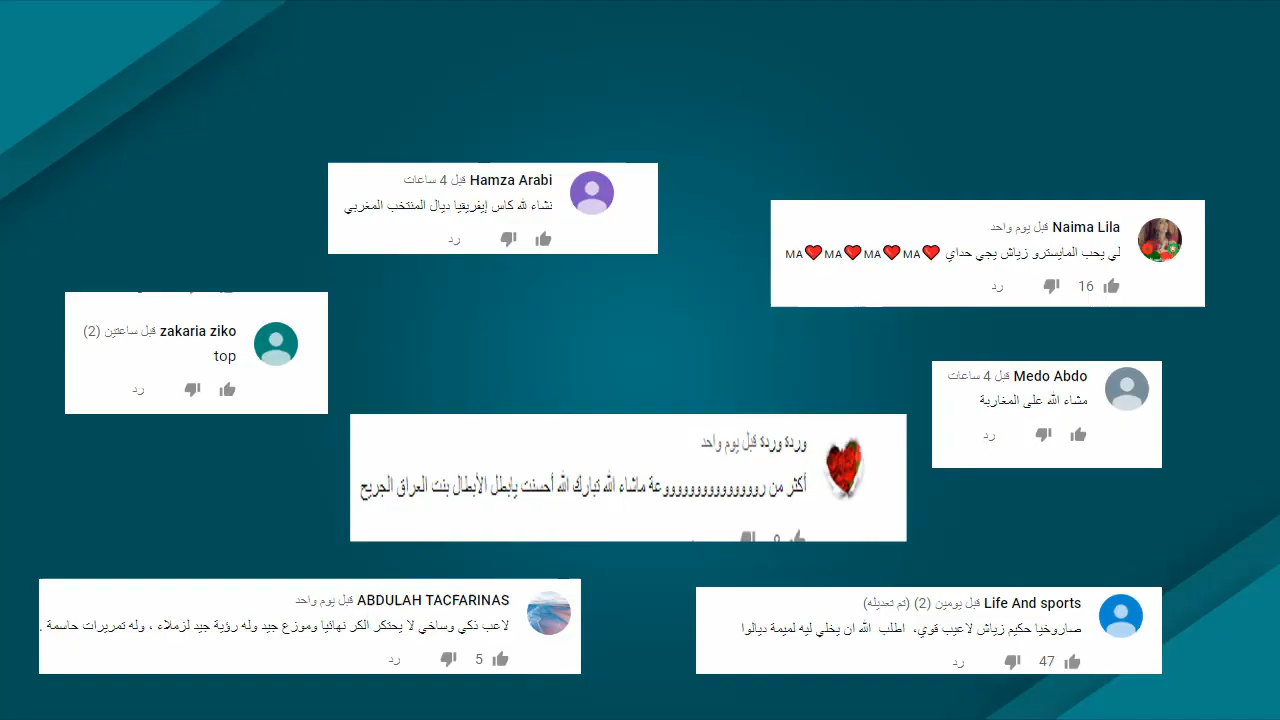 Hamza Arabi قبل 4 ساعات
نشاء لله كاس إيفريقيا ديال المنتخب المغربي
رد
Naima Lila قبل يوم واحد
لي يحب المايسترو زياش يجي حداي ❤️MA❤️MA❤️MA❤️MA
16 رد
zakaria ziko قبل ساعتين (2)
top
رد
Medo Abdo قبل 4 ساعات
مشاء الله على المغاربة
رد
وردة وردة قبل يوم واحد
أكثر من رووووووووووووووعة ماشاء الله تبارك الله أحسنت يابطل الأبطال بنت العراق الجريح
ABDULAH TACFARINAS قبل يوم واحد
لاعب ذكي وساخي لا يحتكر الكر نهائيا وموزع جيد وله رؤية جيد لزملاء ، وله تمريرات حاسمة .
5 رد
Life And sports قبل يومين (2) (تم تعديله)
صاروخيا حكيم زياش لاعيب قوي، اطلب الله ان يخلي ليه لميمة ديالوا
47 رد